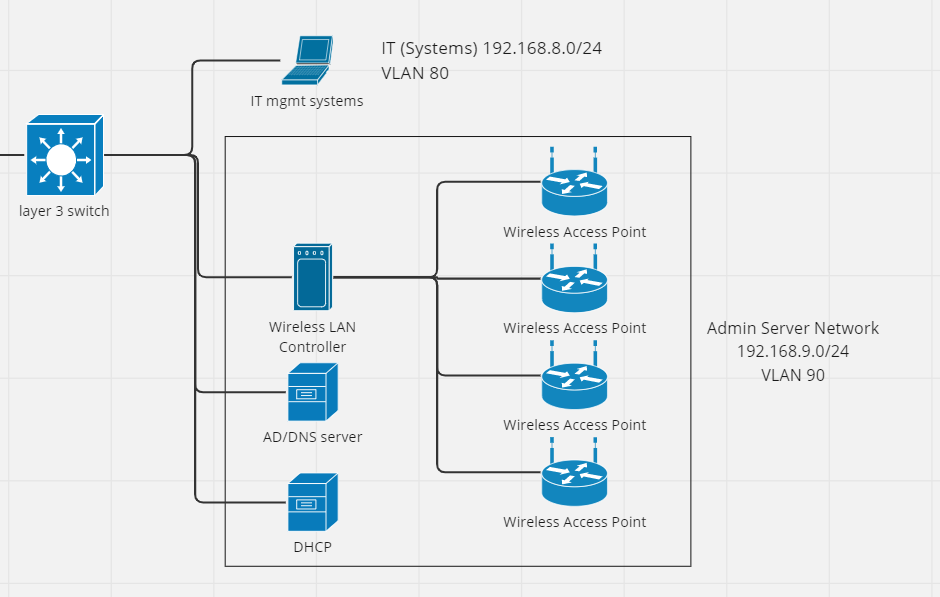 IT (Systems) 192.168.8.0/24
VLAN 80
IT mgmt systems
layer 3 switch
Wireless Access Point
Wireless LAN
Controller
Wireless Access Point
Admin Server Network
192.168.9.0/24
VLAN 90
AD/DNS server
Wireless Access Point
DHCP
Wireless Access Point